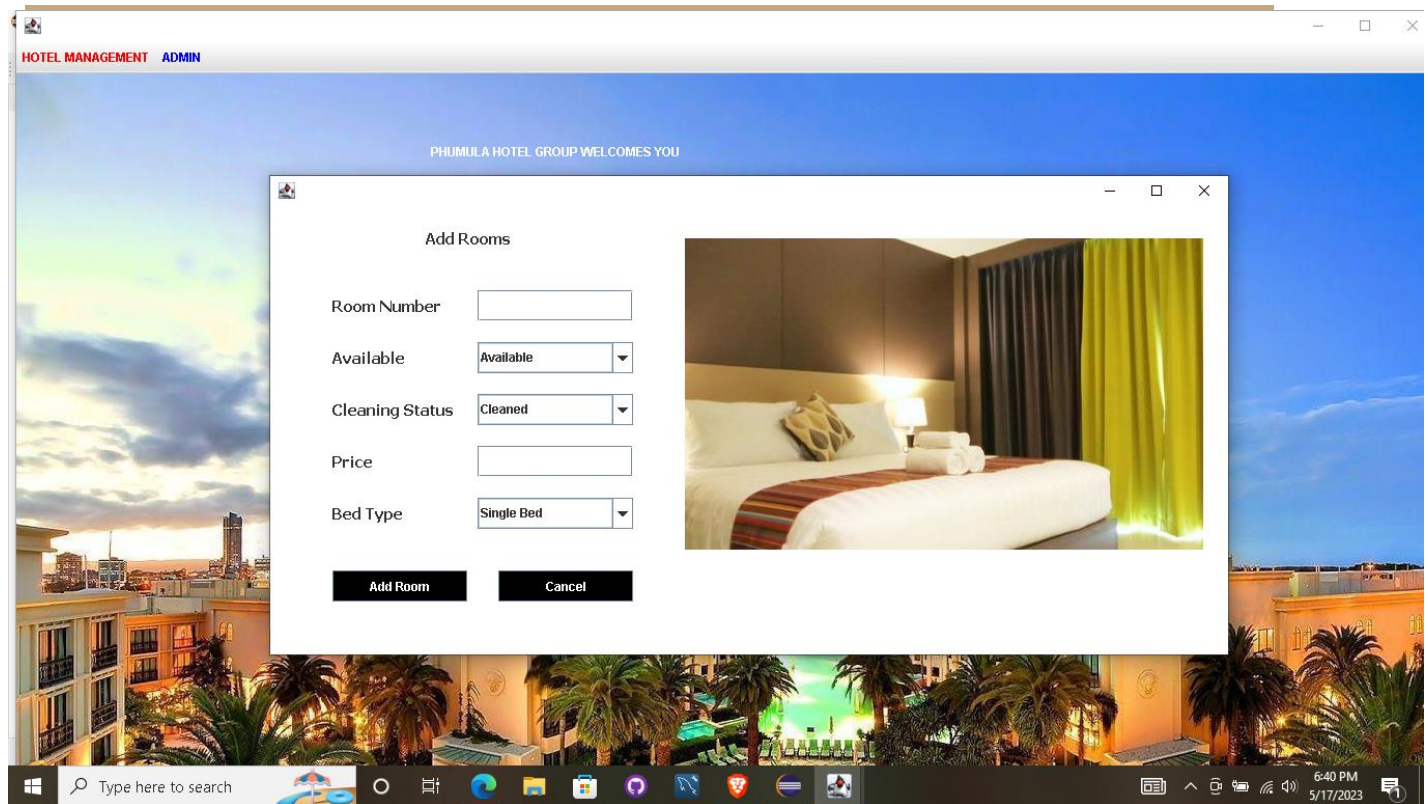 HOTEL MANAGEMENT ADMIN
PHUMULA HOTEL GROUP WELCOMES YOU
Add Rooms
Room Number
Available Available
Cleaning Status Cleaned
Price
Bed Type Single Bed
Add Room Cancel
Type here to search
6:40 PM
5/17/2023
1